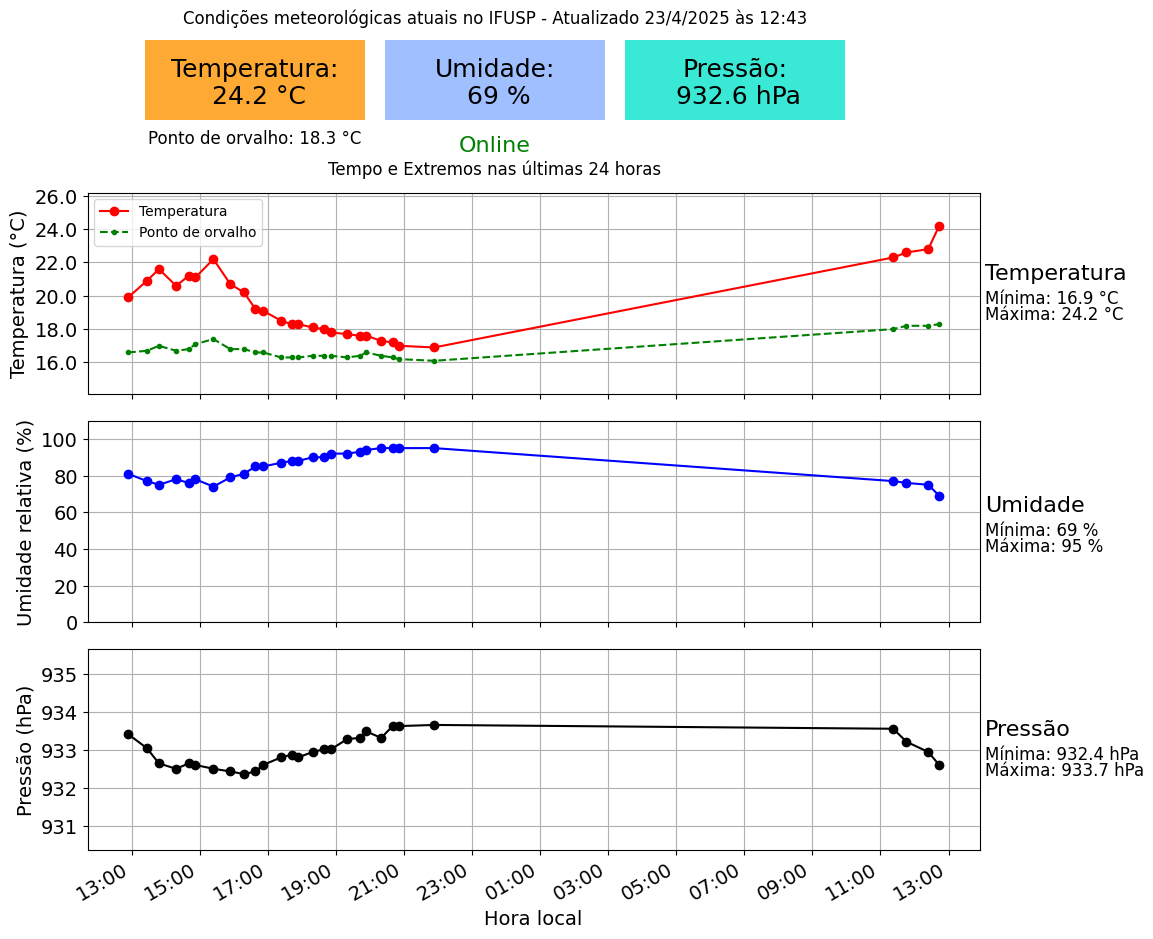 Condições meteorológicas atuais no IFUSP - Atualizado 23/4/2025 às 12:43
Temperatura:
24.2 °C
Umidade:
69 %
Pressão:
932.6 hPa
Ponto de orvalho: 18.3 °C
Online
Tempo e Extremos nas últimas 24 horas
Temperatura (°C)
26.0
24.0
22.0
20.0
18.0
16.0
Temperatura
Ponto de orvalho
Temperatura
Mínima: 16.9 °C
Máxima: 24.2 °C
Umidade relativa (%)
100
80
60
40
20
0
Umidade
Mínima: 69 %
Máxima: 95 %
Pressão (hPa)
935
934
933
932
931
Pressão
Mínima: 932.4 hPa
Máxima: 933.7 hPa
13:00
15:00
17:00
19:00
21:00
23:00
01:00
03:00
05:00
07:00
09:00
11:00
13:00
Hora local